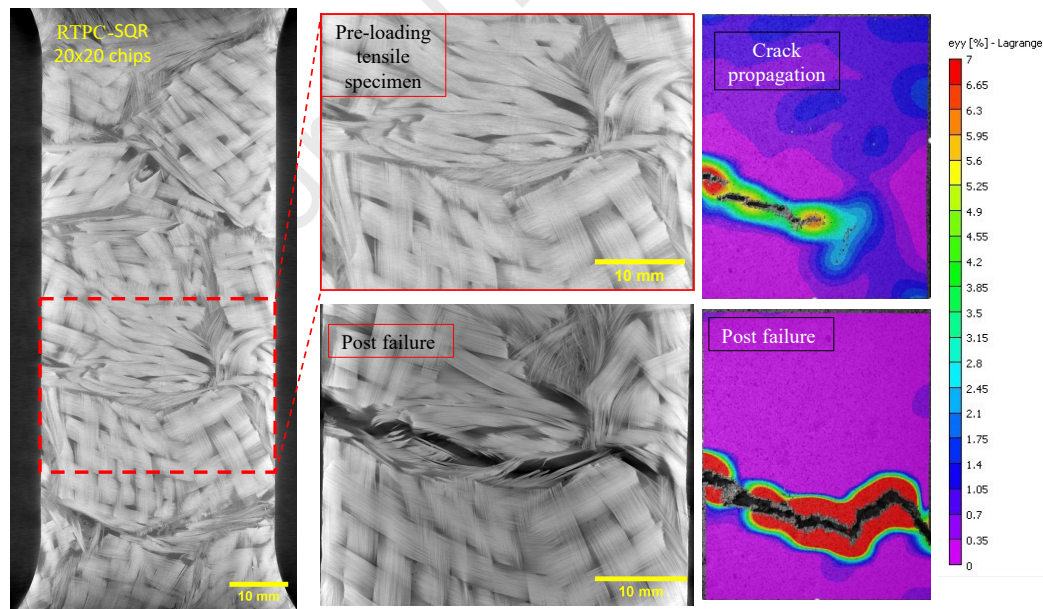 RTPC-SQR
20x20 chips
10 mm
Pre-loading
tensile
specimen
10 mm
Post failure
10 mm
Crack
propagation
Post failure
eyy [%] - Lagrange
7
6.65
6.3
5.95
5.6
5.25
4.9
4.55
4.2
3.85
3.5
3.15
2.8
2.45
2.1
1.75
1.4
1.05
0.7
0.35
0